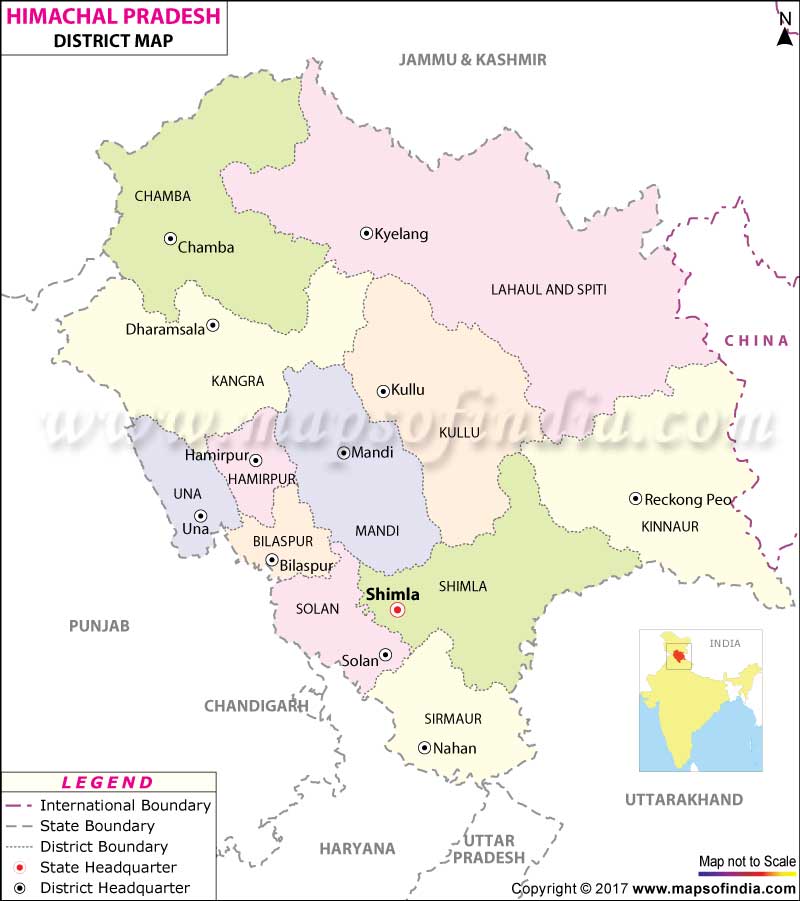 HIMACHAL PRADESH
DISTRICT MAP
N
JAMMU & KASHMIR
CHAMBA
Chamba
Kyelang
LAHAUL AND SPITI
Dharamsala
CHINA
KANGRA
Kullu
www.mapsofindia.com
KULLU
Hamirpur
Mandi
HAMIRPUR
UNA
Reckong Peo
Una
MANDI
KINNAUR
BILASPUR
Bilaspur
SHIMLA
Shimla
SOLAN
PUNJAB
INDIA
Solan
CHANDIGARH
SIRMAUR
Nahan
LEGEND
International Boundary
State Boundary
District Boundary
State Headquarter
District Headquarter
UTTARAKHAND
HARYANA
UTTAR
PRADESH
Map not to Scale
Copyright © 2017 www.mapsofindia.com